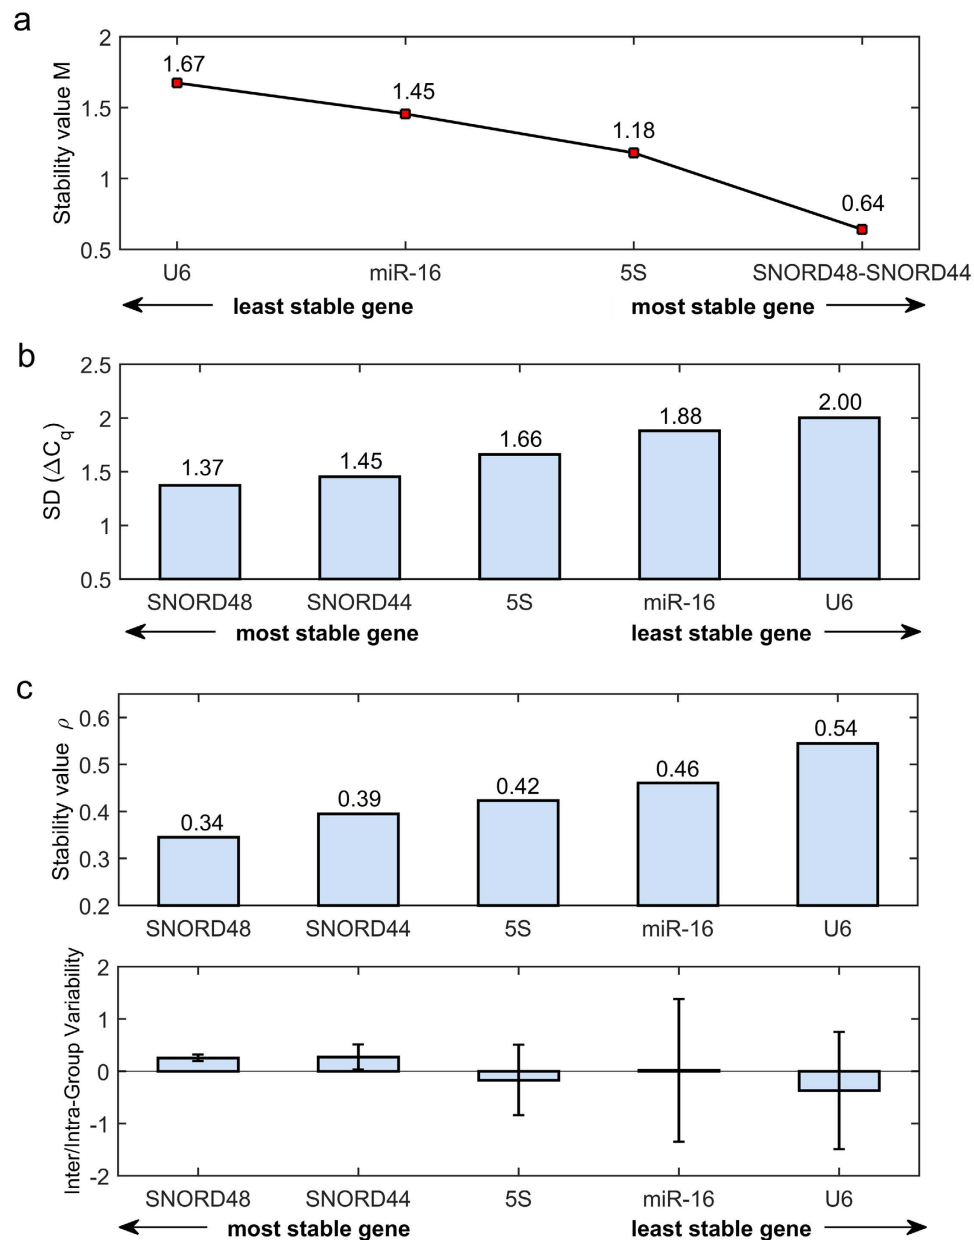 a
Stability value M
2
1.5
1
0.5
1.67
1.45
1.18
0.64
U6 miR-16 5S SNORD48-SNORD44
least stable gene most stable gene
b
SD (ΔCq)
2.5
2
1.5
1
0.5
1.37
1.45
1.66
1.88
2.00
SNORD48 SNORD44 5S miR-16 U6
most stable gene least stable gene
c
Stability value ρ
0.6
0.5
0.4
0.3
0.2
0.34
0.39
0.42
0.46
0.54
SNORD48 SNORD44 5S miR-16 U6
Inter/Intra-Group Variability
2
1
0
-1
-2
SNORD48 SNORD44 5S miR-16 U6
most stable gene least stable gene